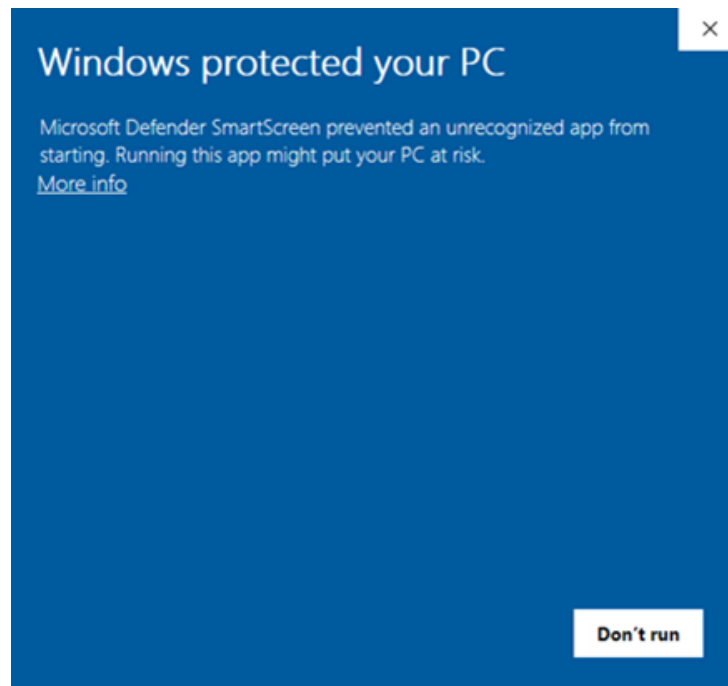 Windows protected your PC
Microsoft Defender SmartScreen prevented an unrecognized app from
starting. Running this app might put your PC at risk.
More info
Don't run